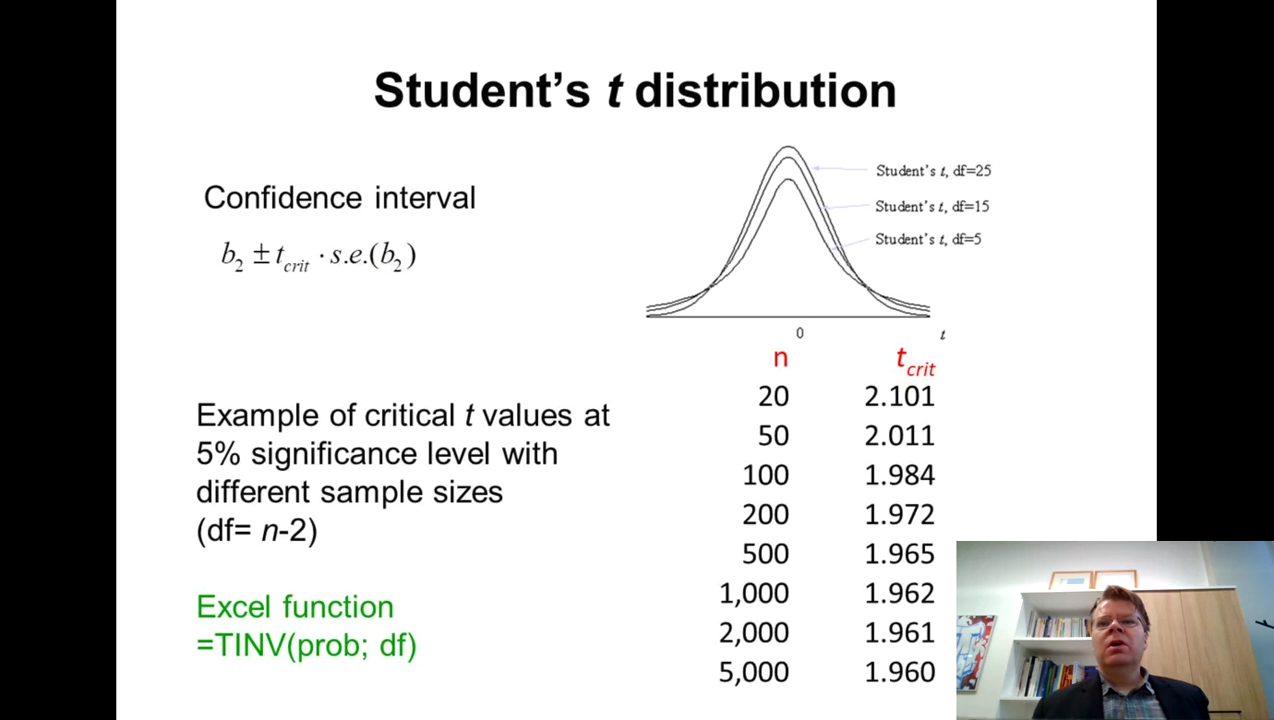 Student’s t distribution
Confidence interval
b2 ± tcrit · s.e.(b2)
Student's t, df=25
Student's t, df=15
Student's t, df=5
0
t
Example of critical t values at
5% significance level with
different sample sizes
(df= n-2)
Excel function
=TINV(prob; df)
n tcrit
20 2.101
50 2.011
100 1.984
200 1.972
500 1.965
1,000 1.962
2,000 1.961
5,000 1.960